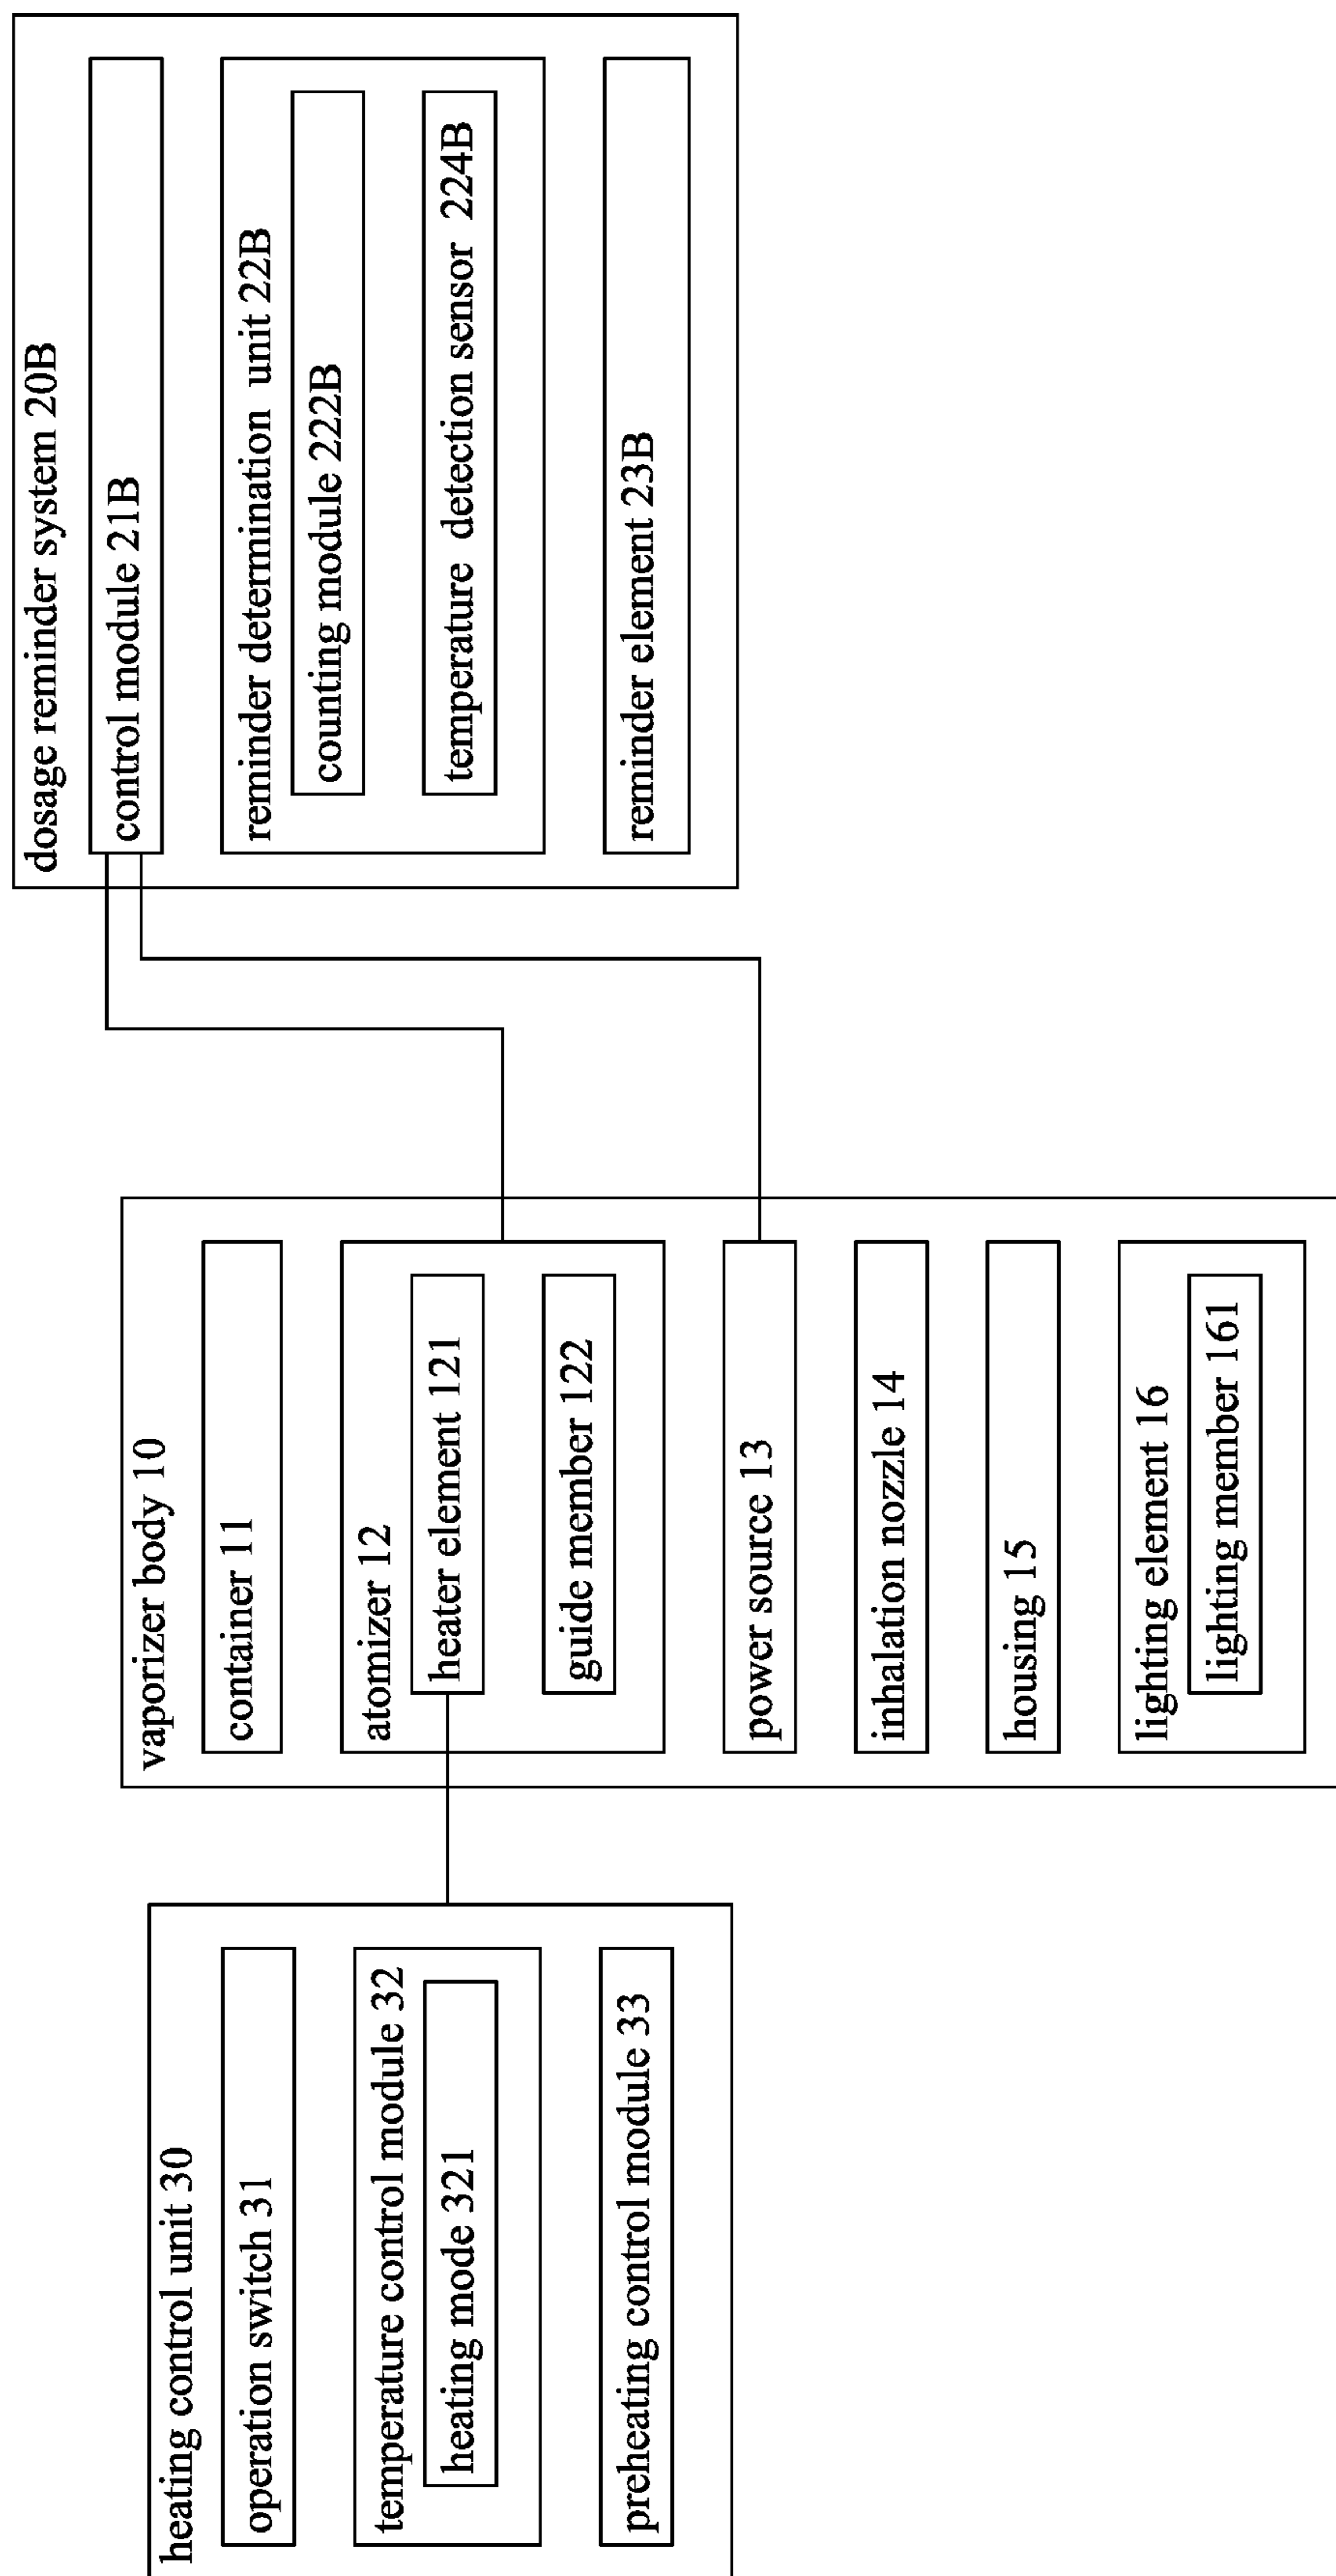 heating control unit 30
operation switch 31
temperature control module 32
heating mode 321
preheating control module 33
vaporizer body 10
container 11
atomizer 12
heater element 121
guide member 122
power source 13
inhalation nozzle 14
housing 15
lighting element 16
lighting member 161
dosage reminder system 20B
control module 21B
reminder determination unit 22B
counting module 222B
temperature detection sensor 224B
reminder element 23B